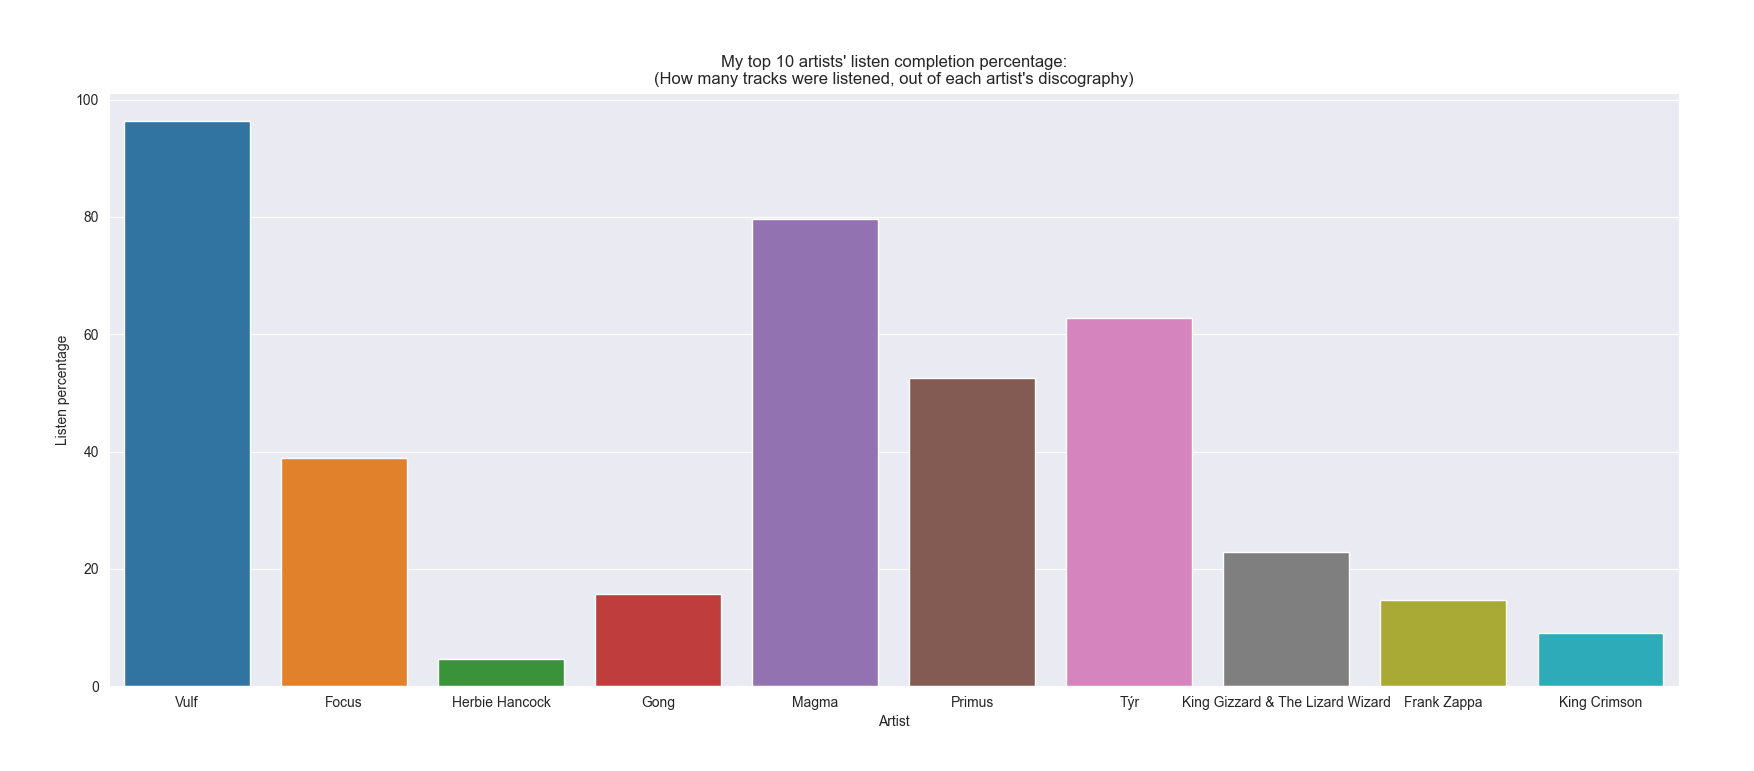 My top 10 artists' listen completion percentage:
(How many tracks were listened, out of each artist's discography)
100
80
60
40
20
0
Listen percentage
Vulf
Focus
Herbie Hancock
Gong
Magma
Primus
Týr
King Gizzard & The Lizard Wizard
Frank Zappa
King Crimson
Artist